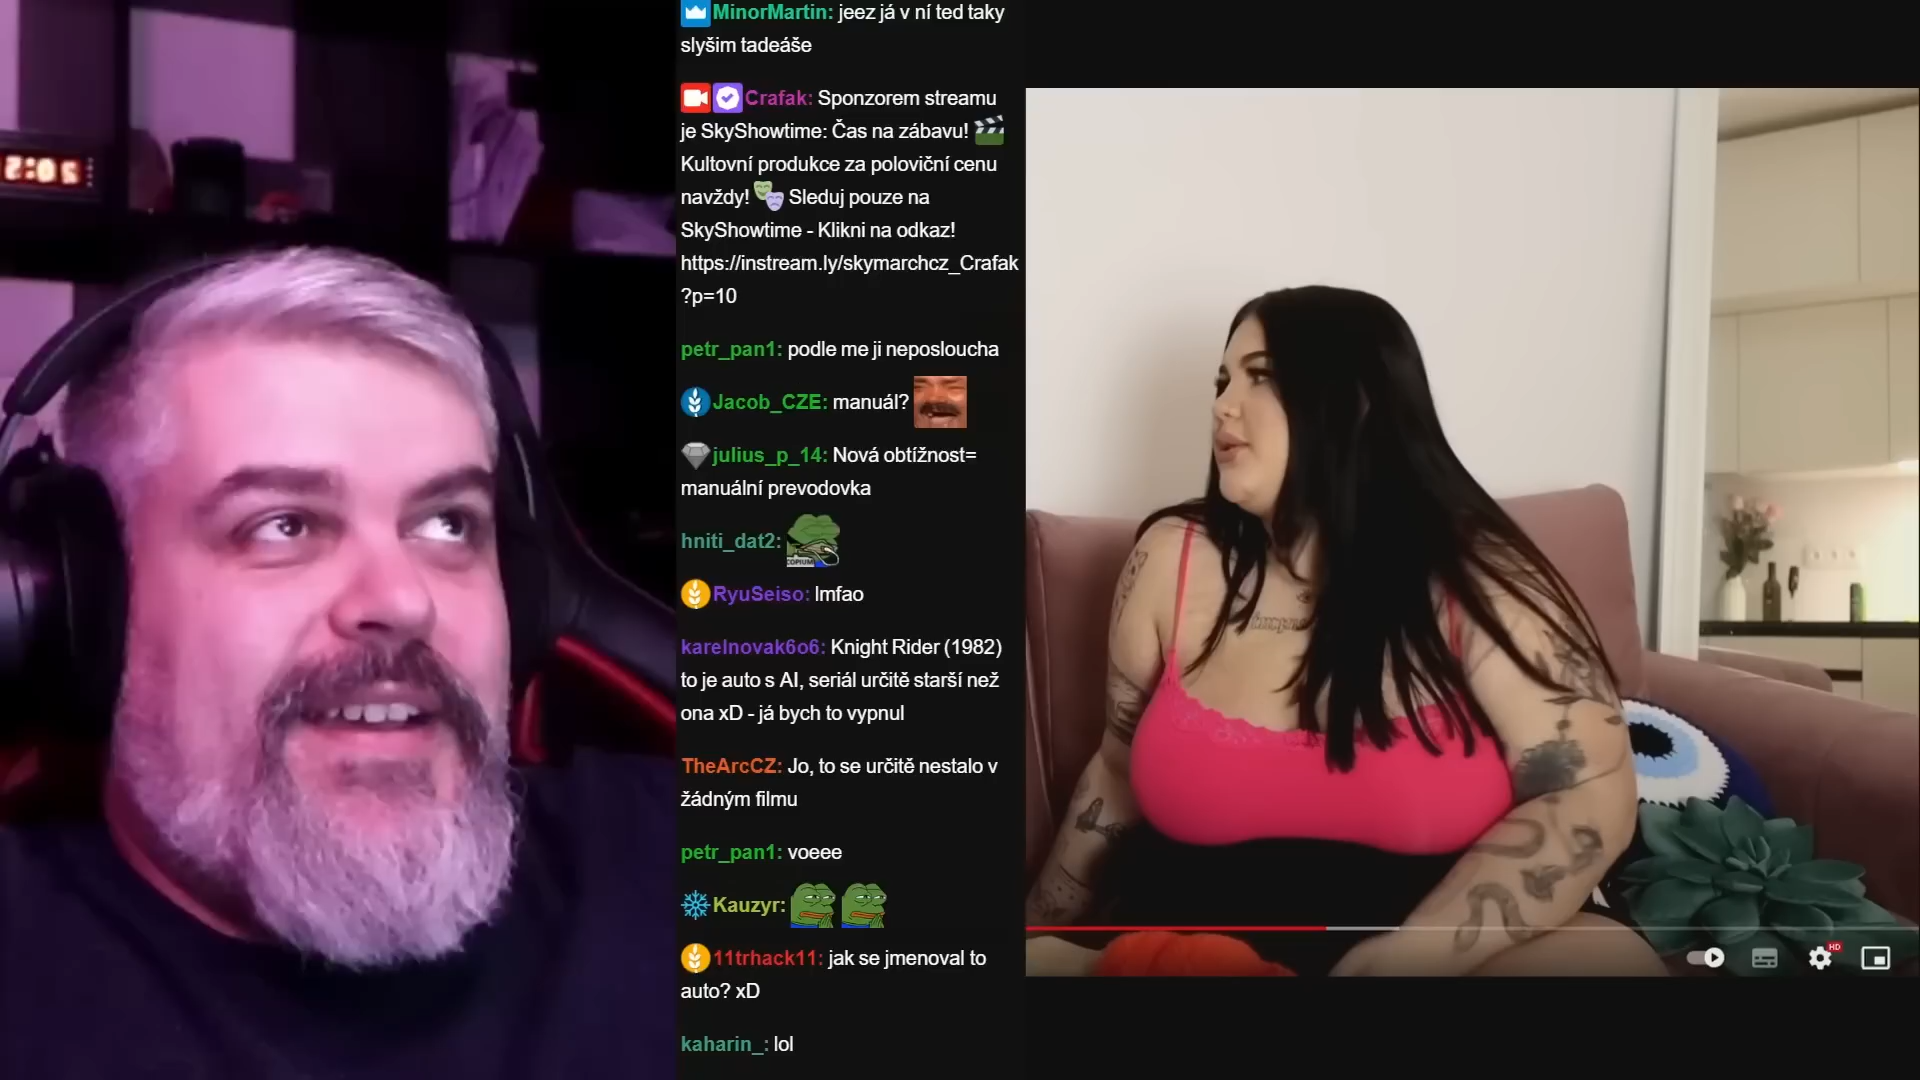 2:05
MinorMartin: jeez já v ní ted taky
slyšim tadeáše
Crafak: Sponzorem streamu
je SkyShowtime: Čas na zábavu!
Kultovní produkce za poloviční cenu
navždy! Sleduj pouze na
SkyShowtime - Klikni na odkaz!
https://instream.ly/skymarchcz_Crafak
?p=10
petr_pan1: podle me ji neposloucha
Jacob_CZE: manuál?
julius_p_14: Nová obtížnost=
manuální prevodovka
hniti_dat2:
COPIUM
RyuSeiso: lmfao
karelnovak6o6: Knight Rider (1982)
to je auto s AI, seriál určitě starší než
ona xD - já bych to vypnul
TheArcCZ: Jo, to se určitě nestalo v
žádným filmu
petr_pan1: voeee
Kauzyr:
11trhack11: jak se jmenoval to
auto? xD
kaharin_: lol
HD